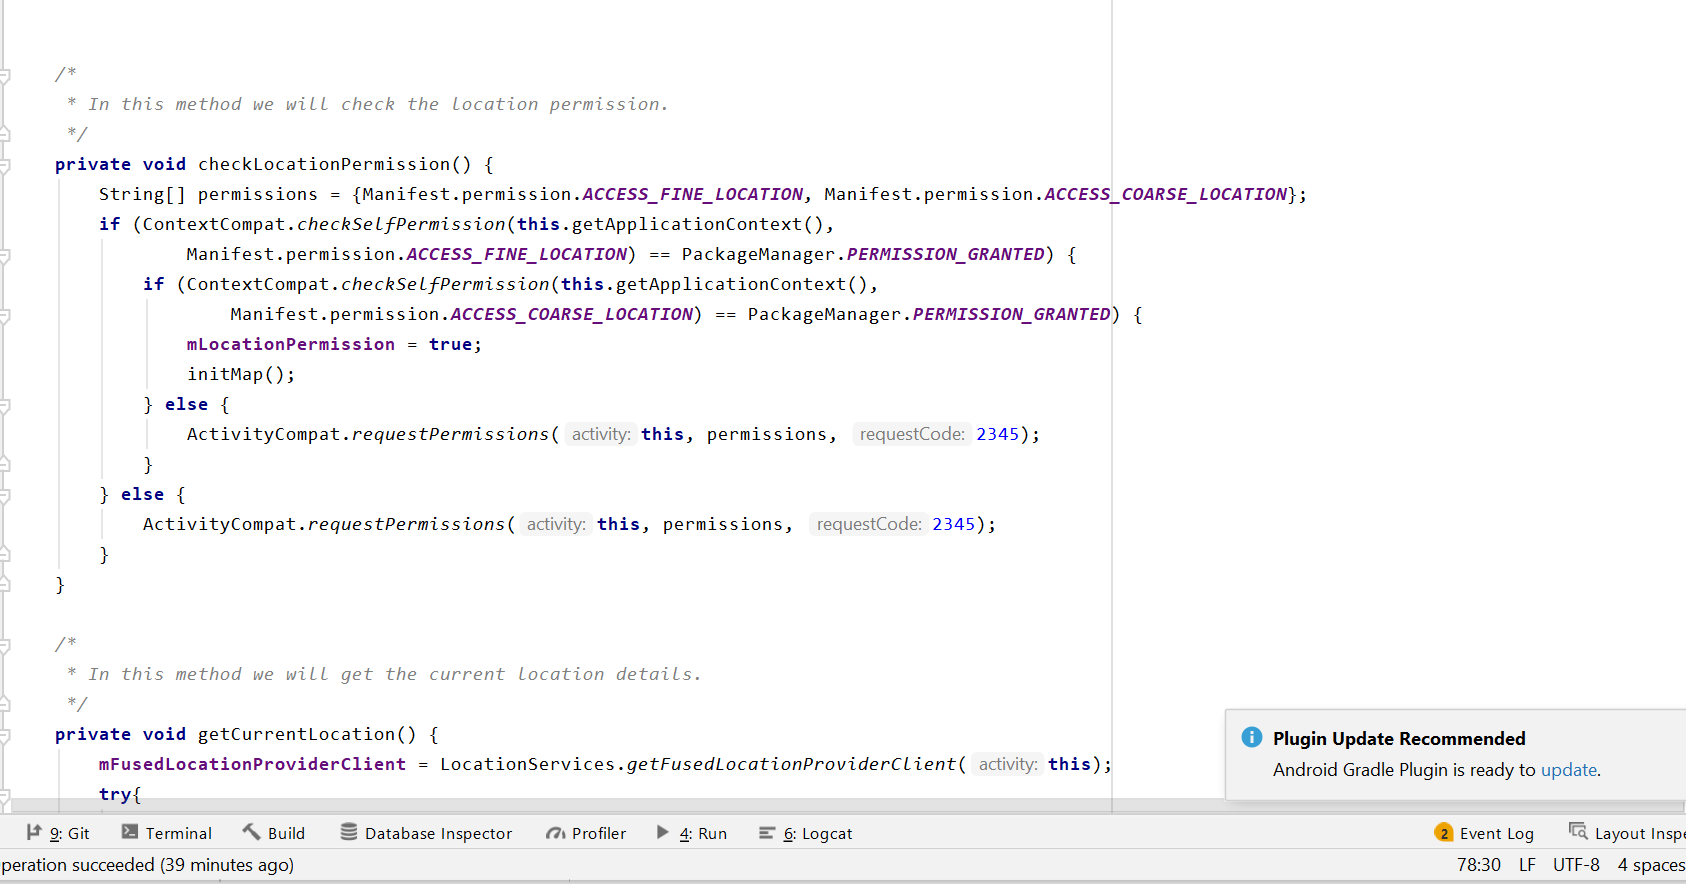 /*
* In this method we will check the location permission.
*/
private void checkLocationPermission() {
String[] permissions = {Manifest.permission.ACCESS_FINE_LOCATION, Manifest.permission.ACCESS_COARSE_LOCATION};
if (ContextCompat.checkSelfPermission(this.getApplicationContext(),
Manifest.permission.ACCESS_FINE_LOCATION) == PackageManager.PERMISSION_GRANTED) {
if (ContextCompat.checkSelfPermission(this.getApplicationContext(),
Manifest.permission.ACCESS_COARSE_LOCATION) == PackageManager.PERMISSION_GRANTED) {
mLocationPermission = true;
initMap();
} else {
ActivityCompat.requestPermissions( activity: this, permissions, requestCode: 2345);
}
} else {
ActivityCompat.requestPermissions( activity: this, permissions, requestCode: 2345);
}
}
/*
* In this method we will get the current location details.
*/
private void getCurrentLocation() {
mFusedLocationProviderClient = LocationServices.getFusedLocationProviderClient( activity: this);
try{
Plugin Update Recommended
Android Gradle Plugin is ready to update.
9: Git Terminal Build Database Inspector Profiler 4: Run 6: Logcat 2 Event Log Layout Inspe
peration succeeded (39 minutes ago) 78:30 LF UTF-8 4 spaces